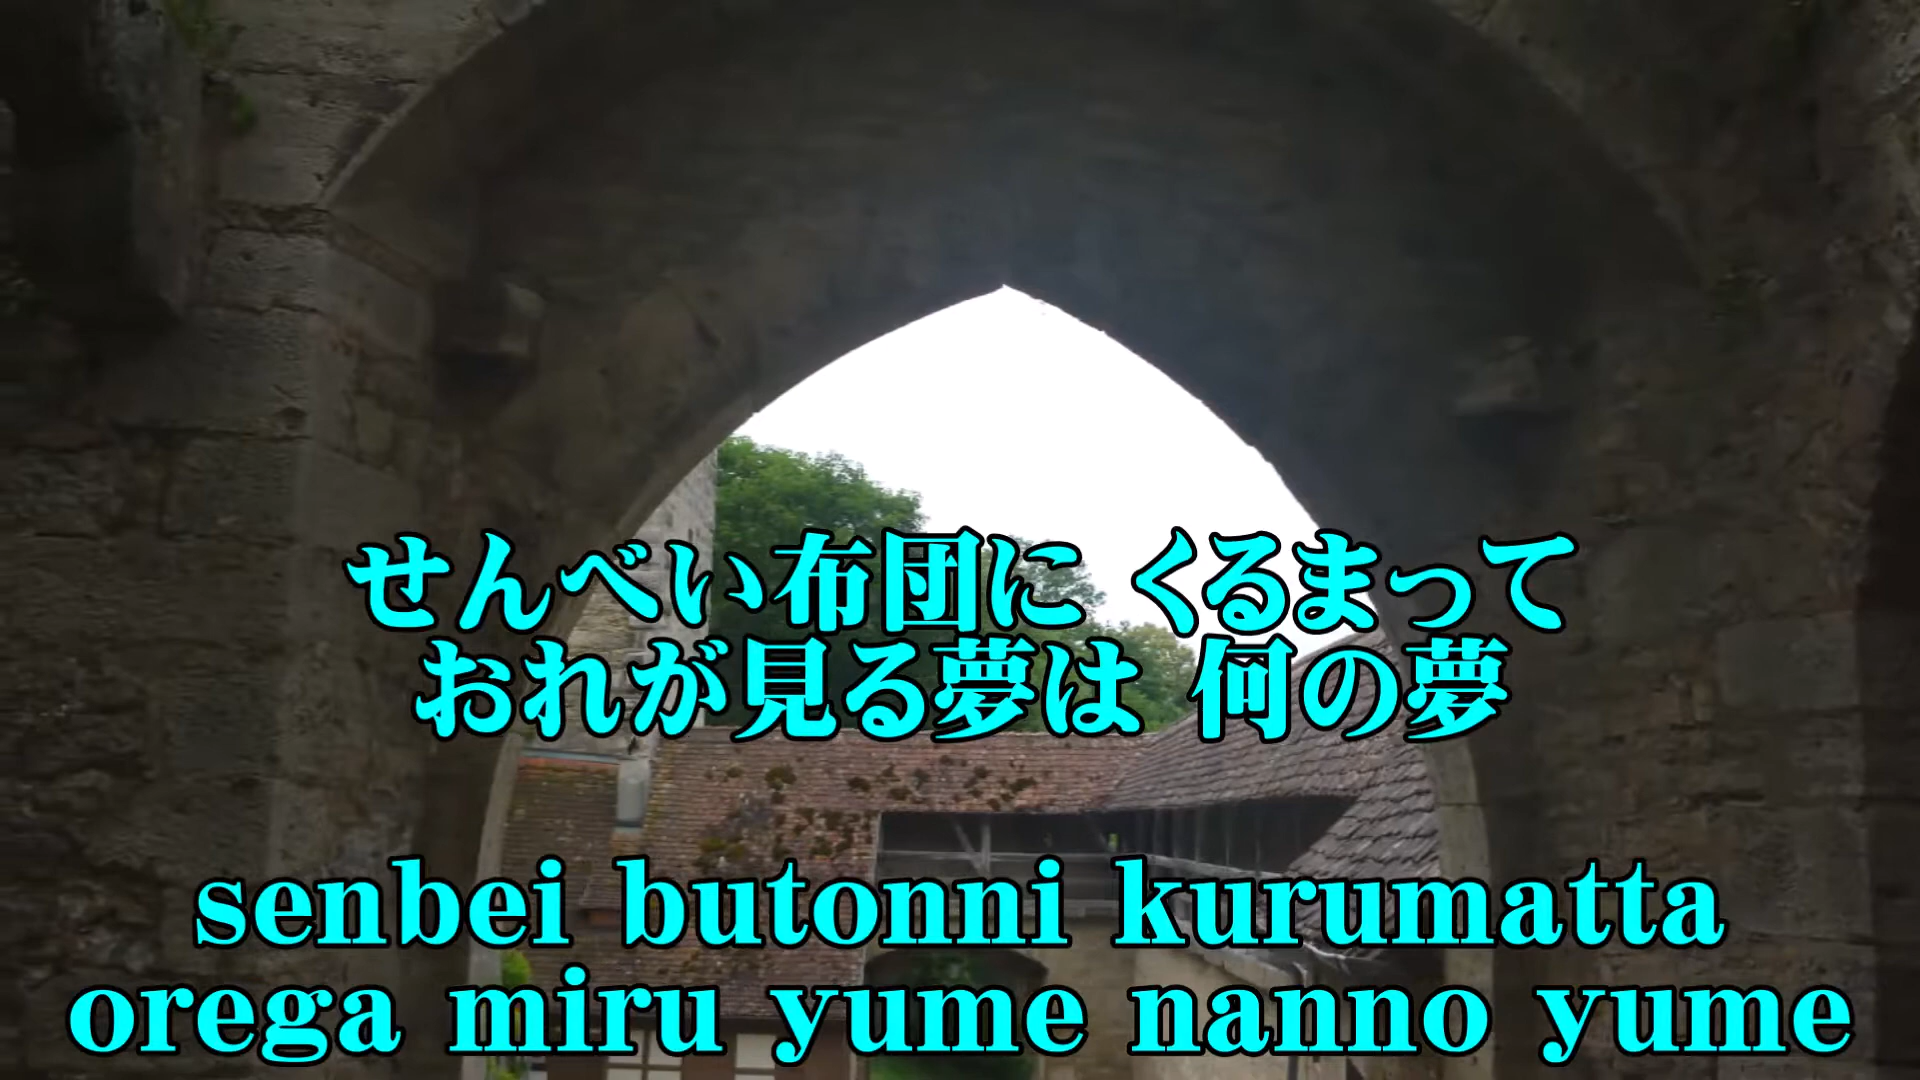 せんべい布団に くるまって
おれが見る夢は 何の夢
senbei butonni kurumatta
orega miru yume nanno yume